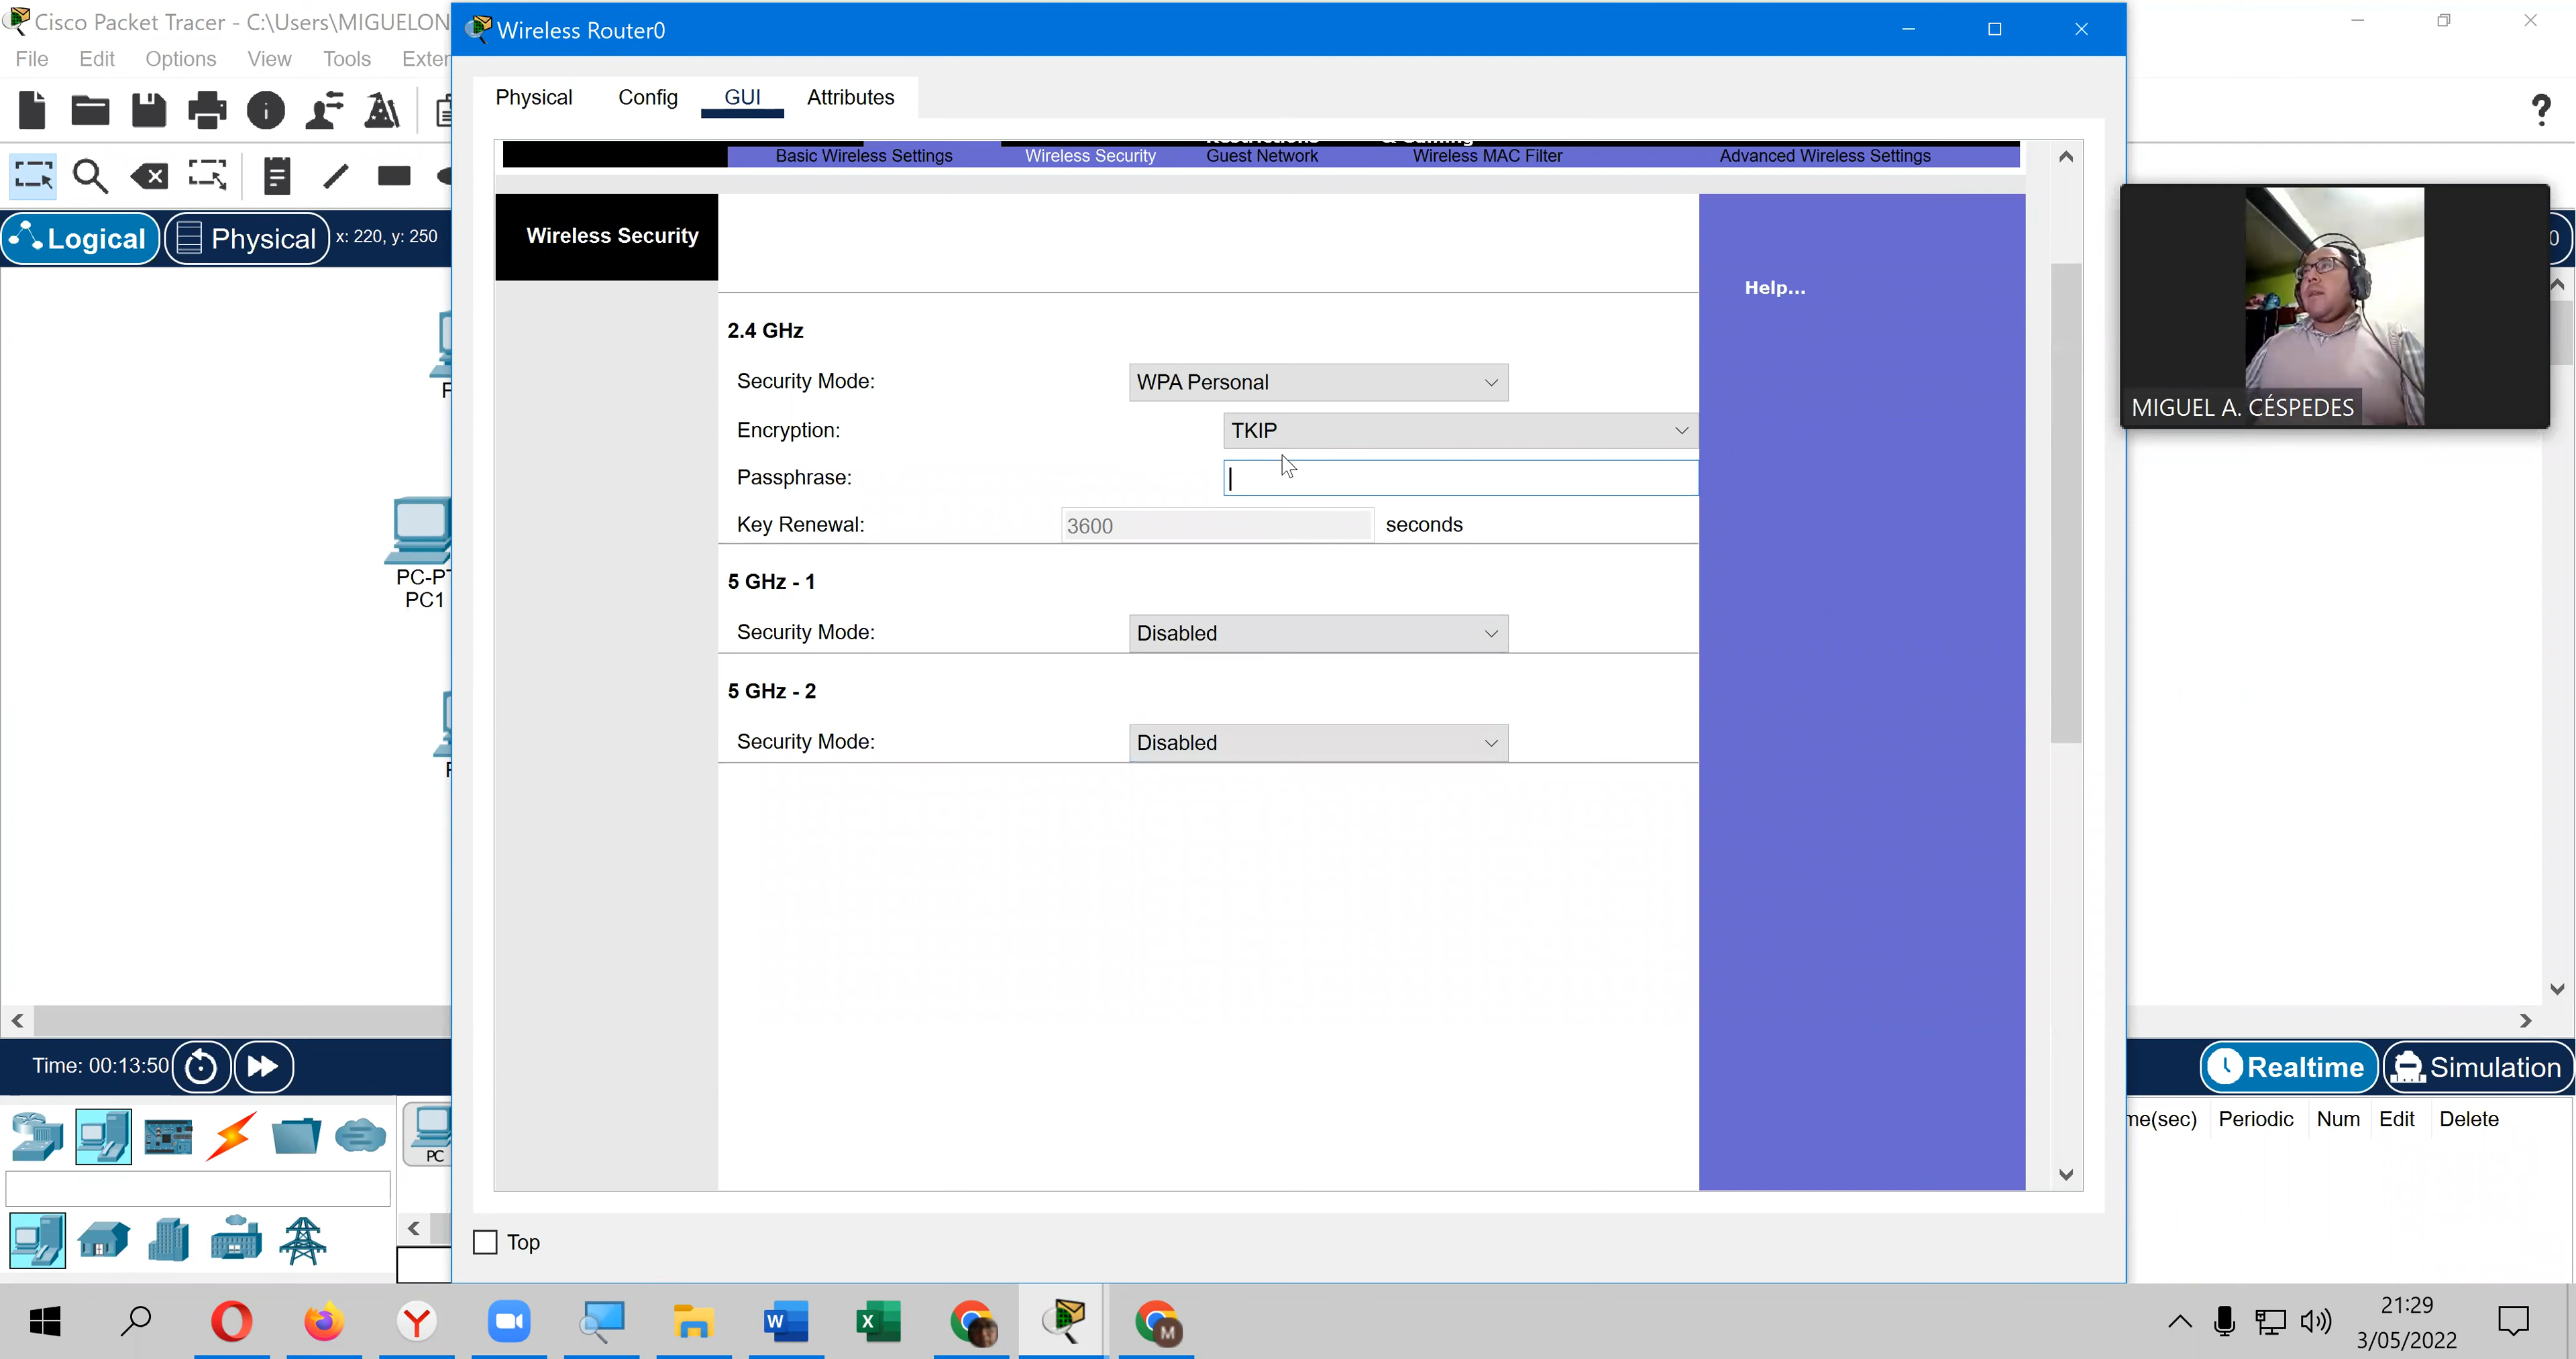 Cisco Packet Tracer - C:\Users\MIGUELON
Wireless Router0
File Edit Options View Tools Exter
Physical Config GUI Attributes
Basic Wireless Settings Wireless Security Guest Network Wireless MAC Filter Advanced Wireless Settings
Logical Physical x: 220, y: 250
Wireless Security
Help...
2.4 GHz
Security Mode: WPA Personal
Encryption: TKIP
Passphrase:
Key Renewal: 3600 seconds
5 GHz - 1
Security Mode: Disabled
5 GHz - 2
Security Mode: Disabled
MIGUEL A. CÉSPEDES
PC-PT
PC1
Top
Time: 00:13:50
Realtime Simulation
me(sec) Periodic Num Edit Delete
PC
21:29
3/05/2022